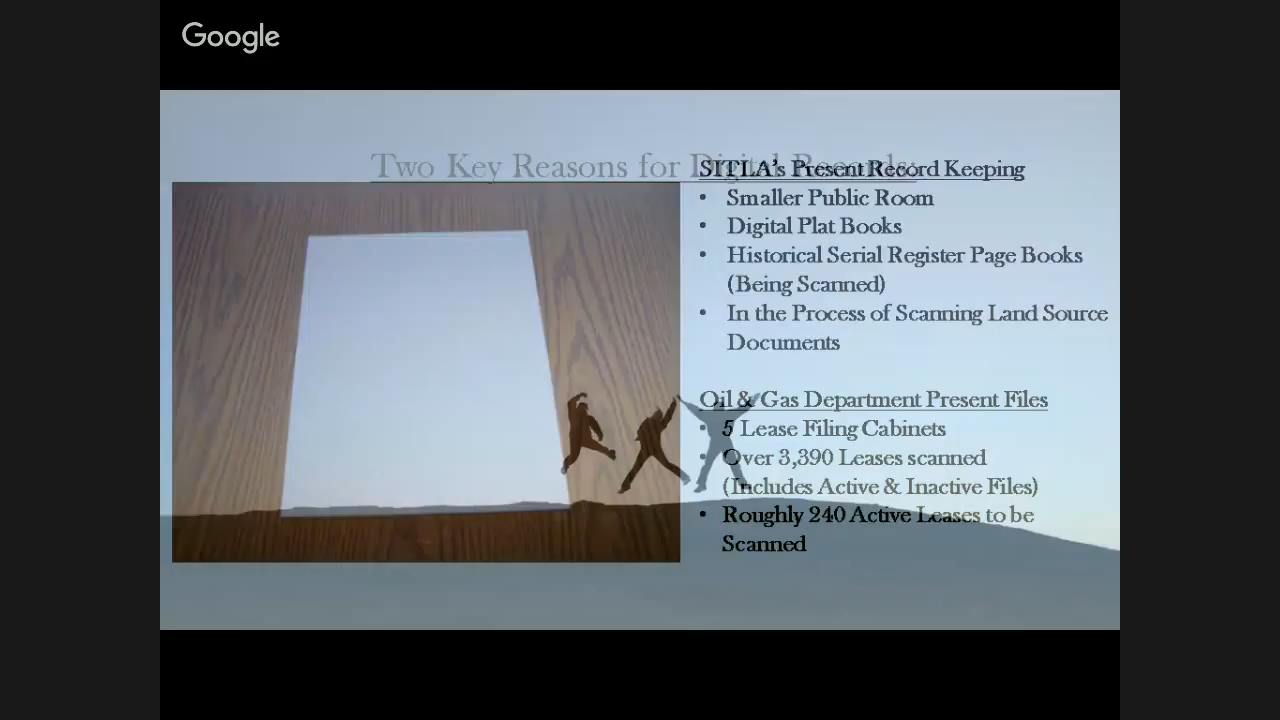 Google
Two Key Reasons for Digital Records:
SITLA's Present Record Keeping
• Smaller Public Room
• Digital Plat Books
• Historical Serial Register Page Books
(Being Scanned)
• In the Process of Scanning Land Source
Documents
Oil & Gas Department Present Files
• 5 Lease Filing Cabinets
• Over 3,390 Leases scanned
(Includes Active & Inactive Files)
• Roughly 240 Active Leases to be
Scanned